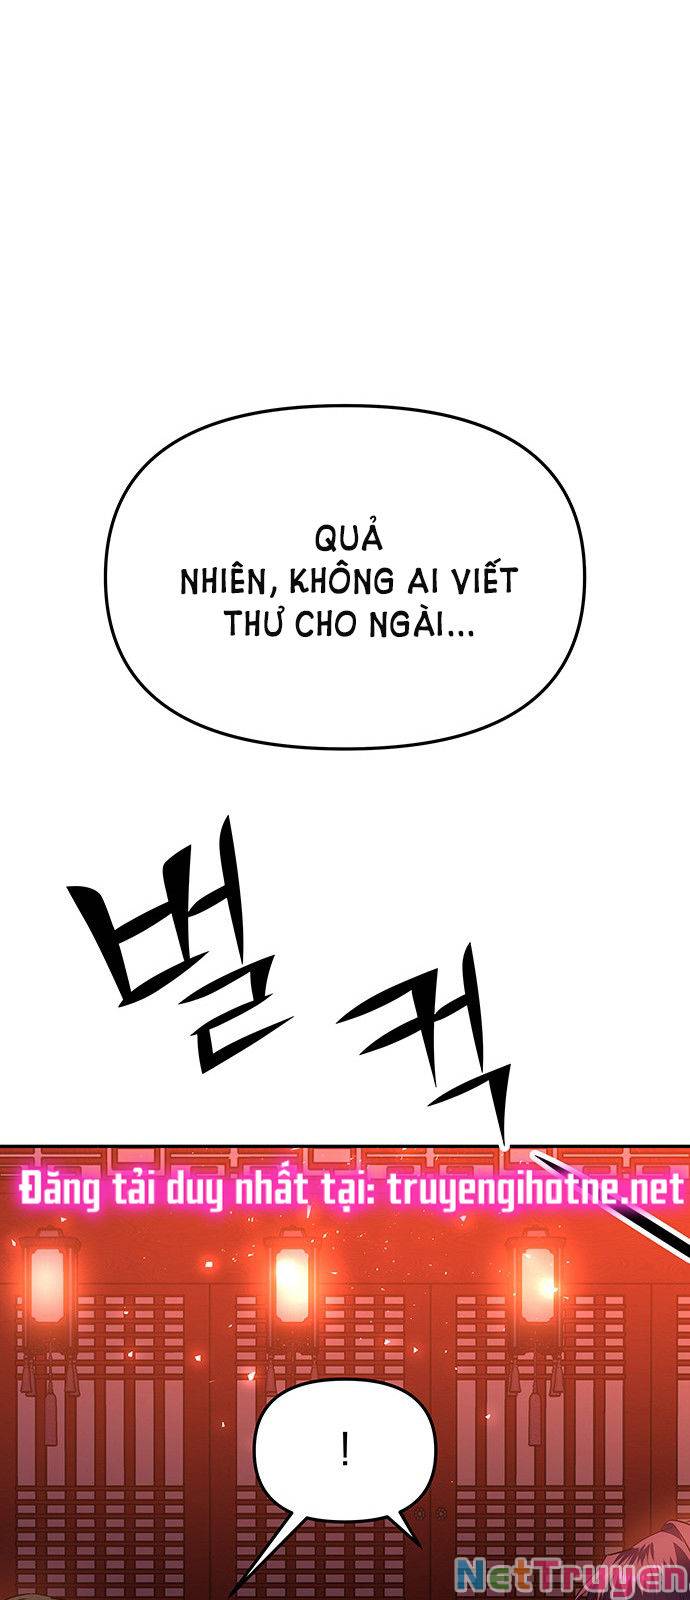 QUẢ
NHIÊN, KHÔNG AI VIẾT
THƯ CHO NGÀI...
벌컥
Đăng tải duy nhất tại: truyengihotne.net
!
NetTruyen